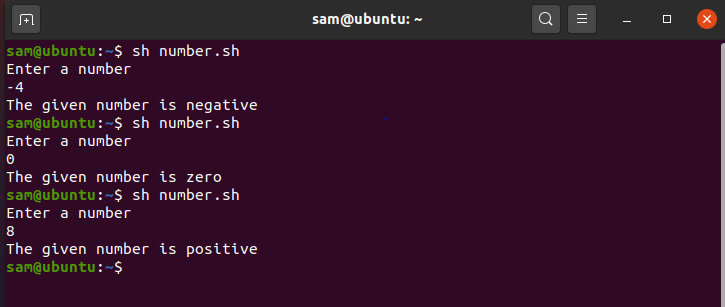 sam@ubuntu: ~
sam@ubuntu:~$ sh number.sh
Enter a number
-4
The given number is negative
sam@ubuntu:~$ sh number.sh
Enter a number
0
The given number is zero
sam@ubuntu:~$ sh number.sh
Enter a number
8
The given number is positive
sam@ubuntu:~$